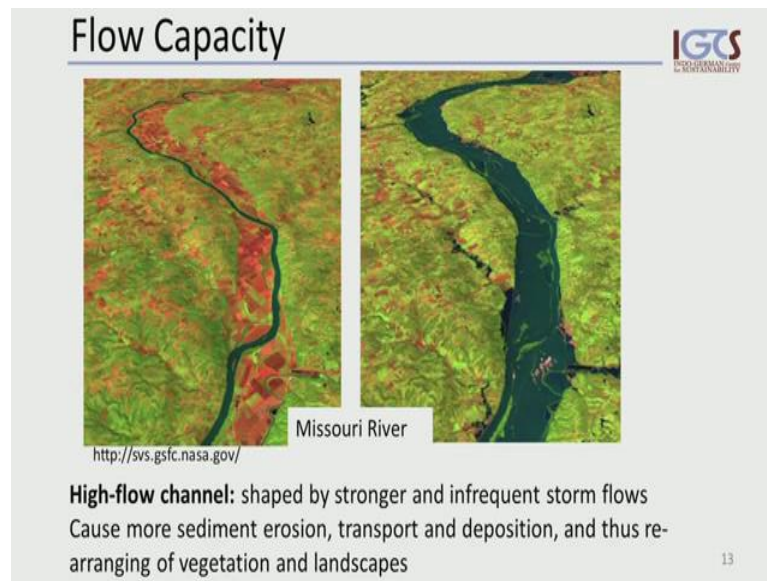 Flow Capacity
IGCS
INDO-GERMAN Centre
for SUSTAINABILITY
Missouri River
http://svs.gsfc.nasa.gov/
High-flow channel: shaped by stronger and infrequent storm flows
Cause more sediment erosion, transport and deposition, and thus re-
arranging of vegetation and landscapes
13